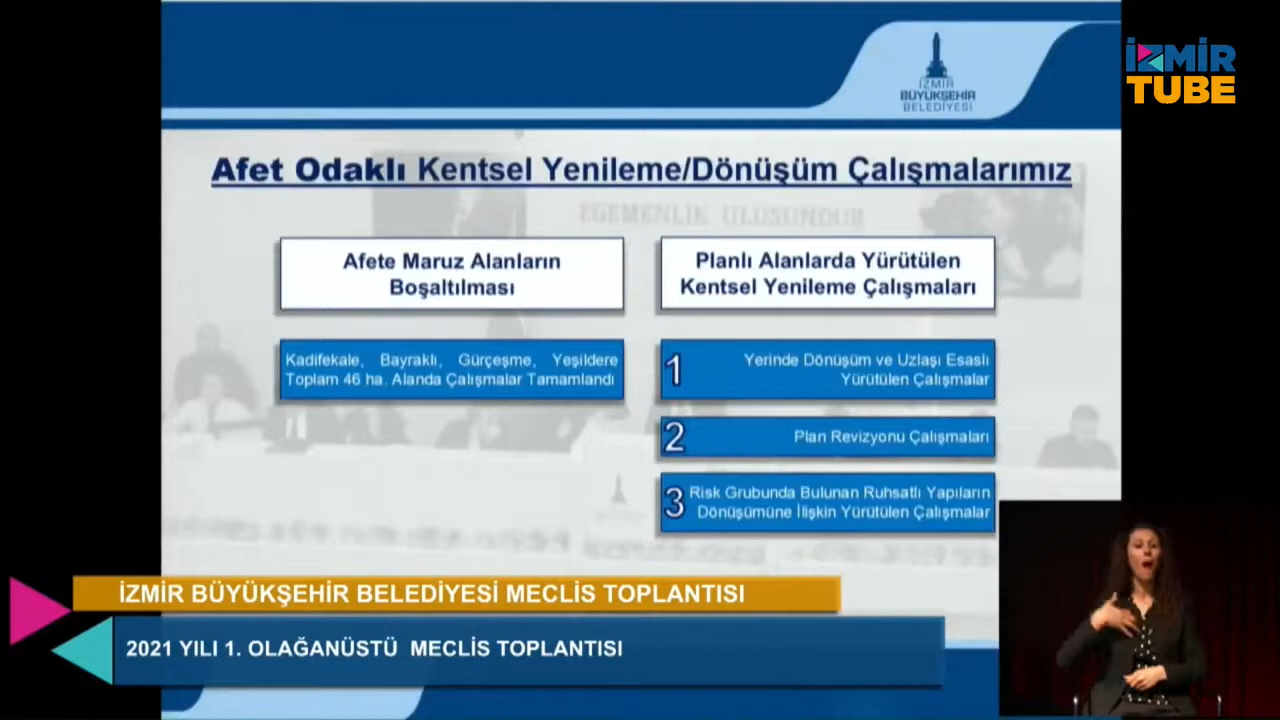 İZMİR
BÜYÜKŞEHİR
BELEDİYESİ
İZMİR
TUBE
Afet Odaklı Kentsel Yenileme/Dönüşüm Çalışmalarımız
EGEMENLİK ULUSUNDUR
Afete Maruz Alanların
Boşaltılması
Kadifekale, Bayraklı, Gürçeşme, Yeşildere
Toplam 46 ha. Alanda Çalışmalar Tamamlandı
Planlı Alanlarda Yürütülen
Kentsel Yenileme Çalışmaları
1 Yerinde Dönüşüm ve Uzlaşı Esaslı
Yürütülen Çalışmalar
2 Plan Revizyonu Çalışmaları
3 Risk Grubunda Bulunan Ruhsatlı Yapıların
Dönüşümüne İlişkin Yürütülen Çalışmalar
İZMİR BÜYÜKŞEHİR BELEDİYESİ MECLİS TOPLANTISI
2021 YILI 1. OLAĞANÜSTÜ MECLİS TOPLANTISI